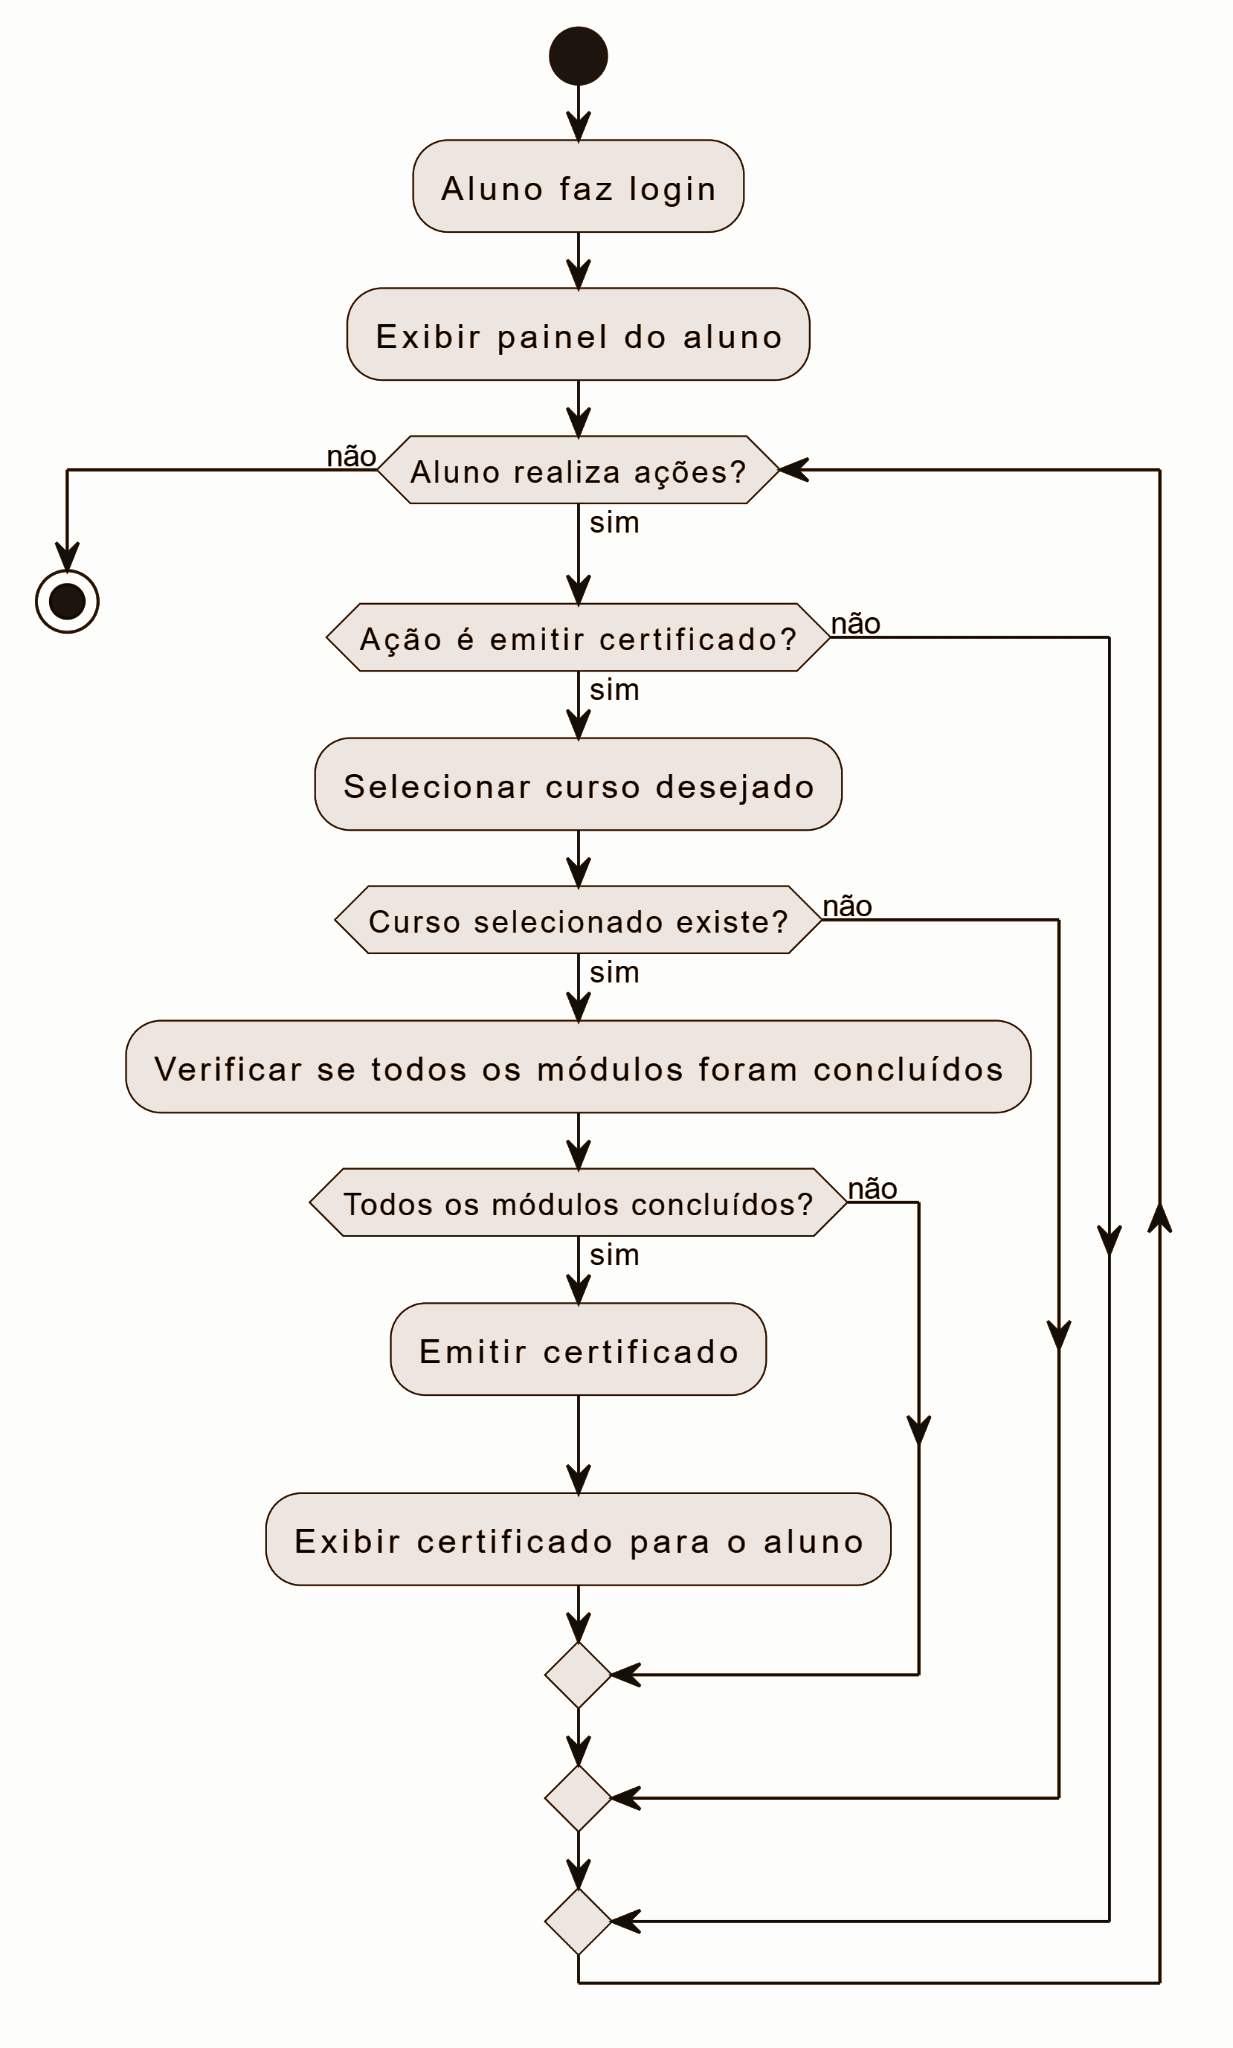 Aluno faz login
Exibir painel do aluno
não
Aluno realiza ações?
sim
Ação é emitir certificado?
não
sim
Selecionar curso desejado
Curso selecionado existe?
não
sim
Verificar se todos os módulos foram concluídos
Todos os módulos concluídos?
não
sim
Emitir certificado
Exibir certificado para o aluno